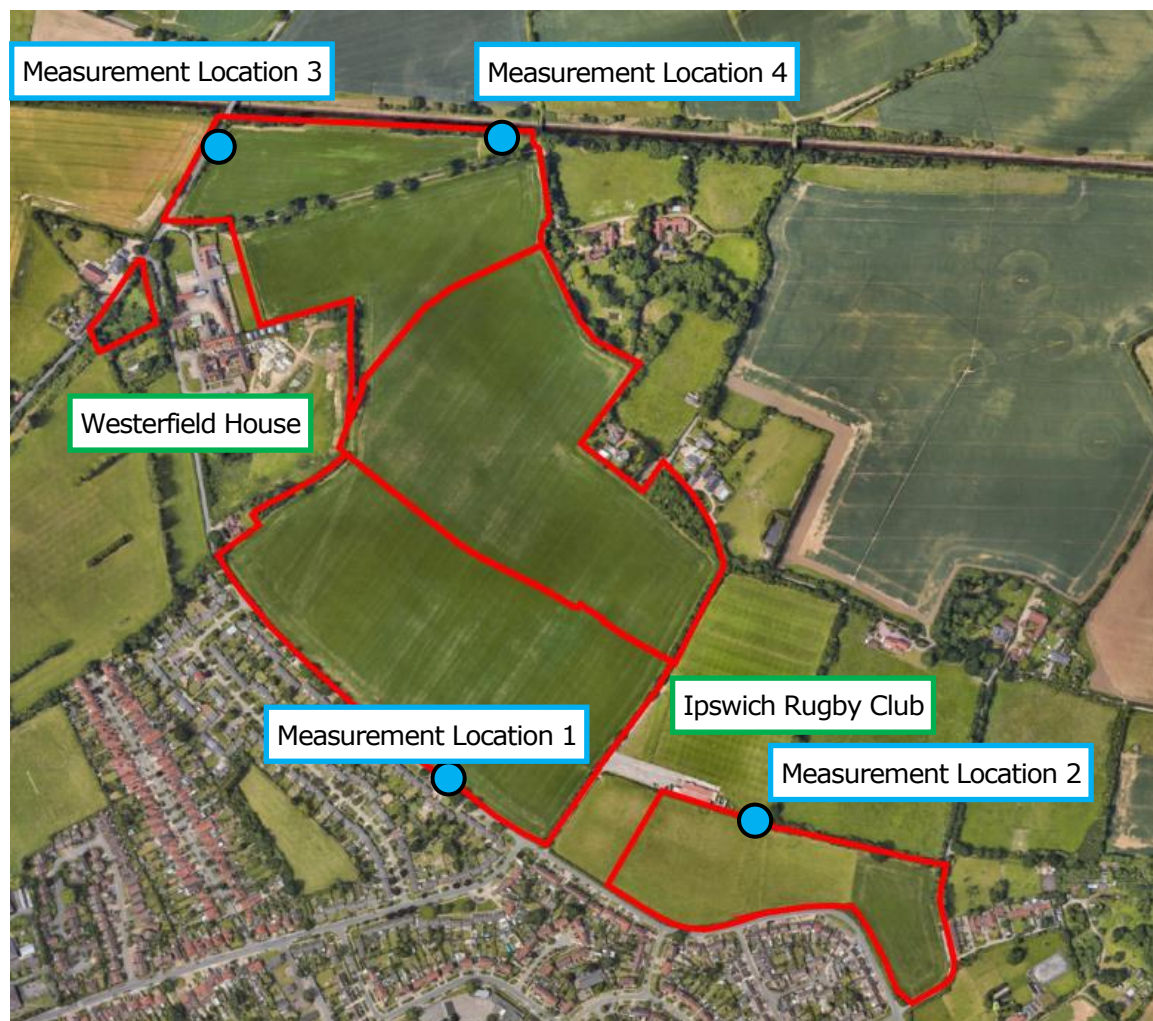 Measurement Location 3
Measurement Location 4
Westerfield House
Ipswich Rugby Club
Measurement Location 1
Measurement Location 2